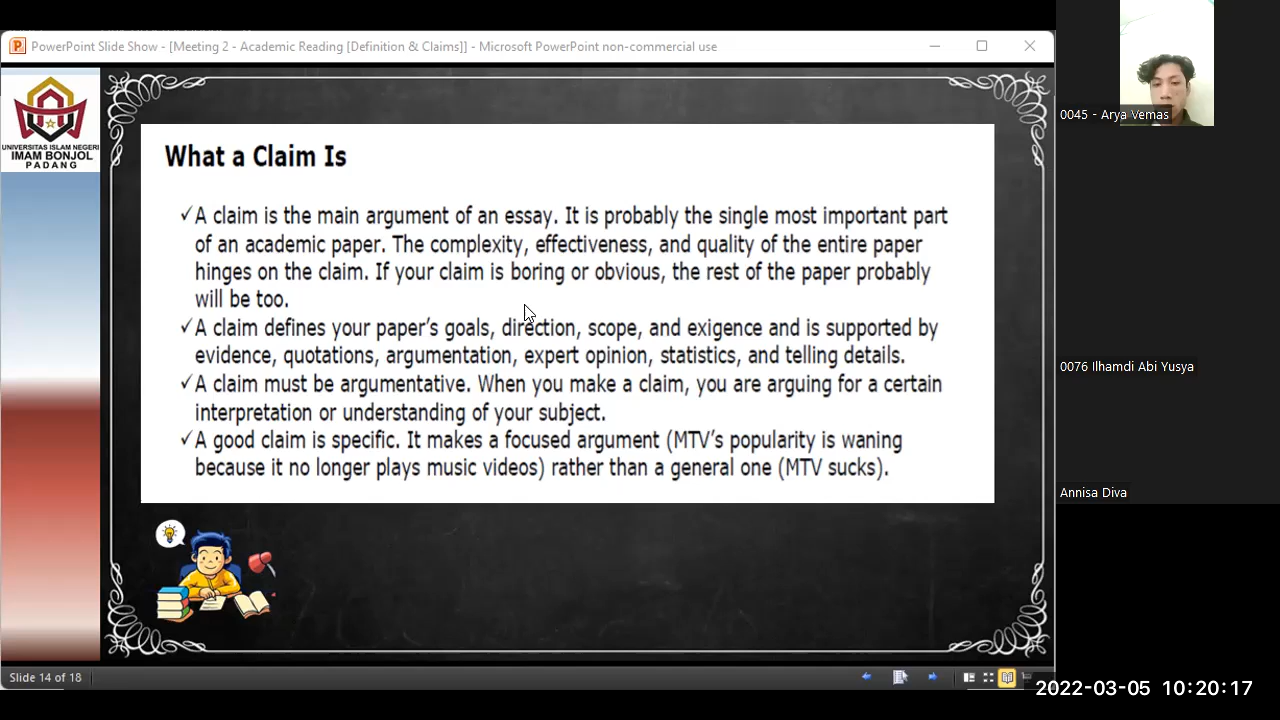 PowerPoint Slide Show - [Meeting 2 - Academic Reading [Definition & Claims]] - Microsoft PowerPoint non-commercial use
UNIVERSITAS ISLAM NEGERI
IMAM BONJOL
PADANG
What a Claim Is
✓A claim is the main argument of an essay. It is probably the single most important part
of an academic paper. The complexity, effectiveness, and quality of the entire paper
hinges on the claim. If your claim is boring or obvious, the rest of the paper probably
will be too.
✓A claim defines your paper's goals, direction, scope, and exigence and is supported by
evidence, quotations, argumentation, expert opinion, statistics, and telling details.
✓A claim must be argumentative. When you make a claim, you are arguing for a certain
interpretation or understanding of your subject.
✓A good claim is specific. It makes a focused argument (MTV's popularity is waning
because it no longer plays music videos) rather than a general one (MTV sucks).
Slide 14 of 18
0045 - Arya Vemas
0076 Ilhamdi Abi Yusya
Annisa Diva
2022-03-05 10:20:17